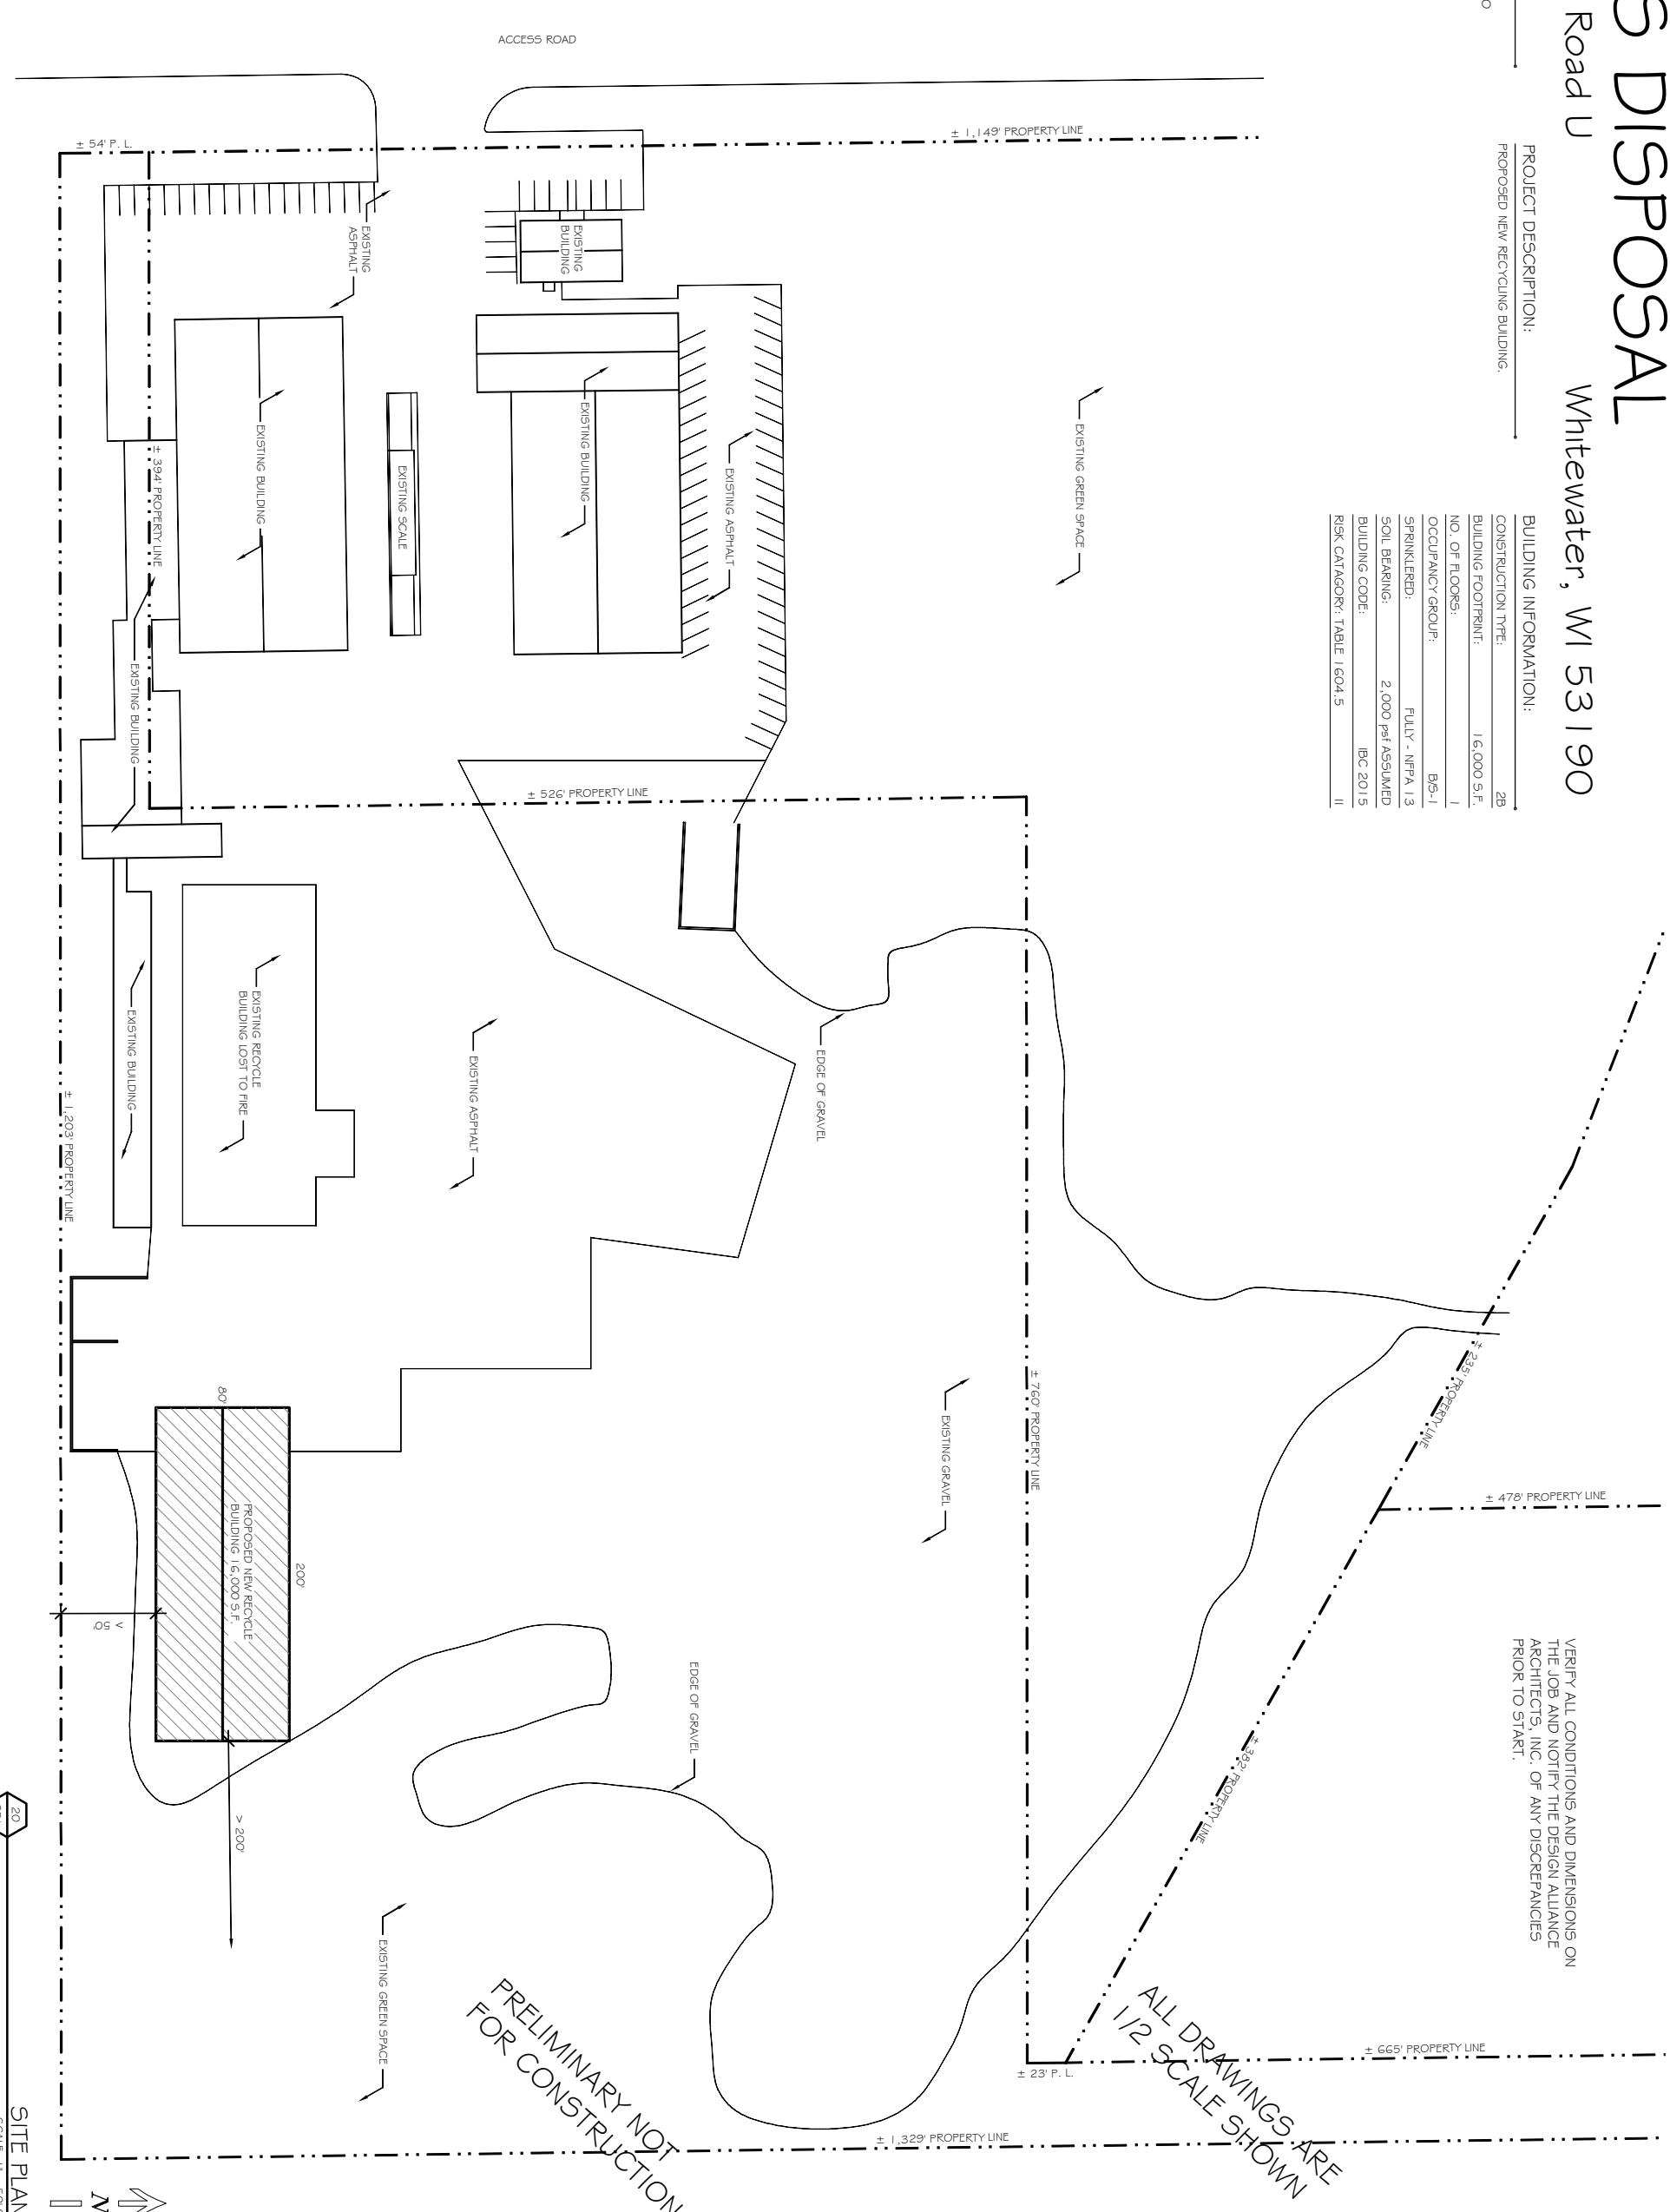 S DISPOSAL
Road U
Whitewater, WI 53190
PROJECT DESCRIPTION:
PROPOSED NEW RECYCLING BUILDING.
BUILDING INFORMATION:
CONSTRUCTION TYPE: 2B
BUILDING FOOTPRINT: 16,000 S.F.
NO. OF FLOORS: 1
OCCUPANCY GROUP: B/S-1
SPRINKLERED: FULLY - NFPA 13
SOIL BEARING: 2,000 psf ASSUMED
BUILDING CODE: IBC 2015
RISK CATAGORY: TABLE 1604.5 II
VERIFY ALL CONDITIONS AND DIMENSIONS ON
THE JOB AND NOTIFY THE DESIGN ALLIANCE
ARCHITECTS, INC. OF ANY DISCREPANCIES
PRIOR TO START.
ACCESS ROAD
± 54' P. L.
± 1,149' PROPERTY LINE
EXISTING
ASPHALT
EXISTING
BUILDING
EXISTING BUILDING
EXISTING SCALE
EXISTING BUILDING
EXISTING ASPHALT
EXISTING GREEN SPACE
± 394' PROPERTY LINE
EXISTING BUILDING
± 526' PROPERTY LINE
EXISTING BUILDING
EXISTING RECYCLE
BUILDING LOST TO FIRE
EXISTING ASPHALT
EDGE OF GRAVEL
± 1,203' PROPERTY LINE
± 760' PROPERTY LINE
± 235' PROPERTY LINE
± 478' PROPERTY LINE
EXISTING GRAVEL
80'
200'
PROPOSED NEW RECYCLE
BUILDING 16,000 S.F.
> 50'
> 200'
EDGE OF GRAVEL
± 382' PROPERTY LINE
EXISTING GREEN SPACE
± 665' PROPERTY LINE
± 23' P. L.
± 1,329' PROPERTY LINE
PRELIMINARY NOT
FOR CONSTRUCTION
ALL DRAWINGS ARE
1/2 SCALE SHOWN
20
SITE PLAN
N